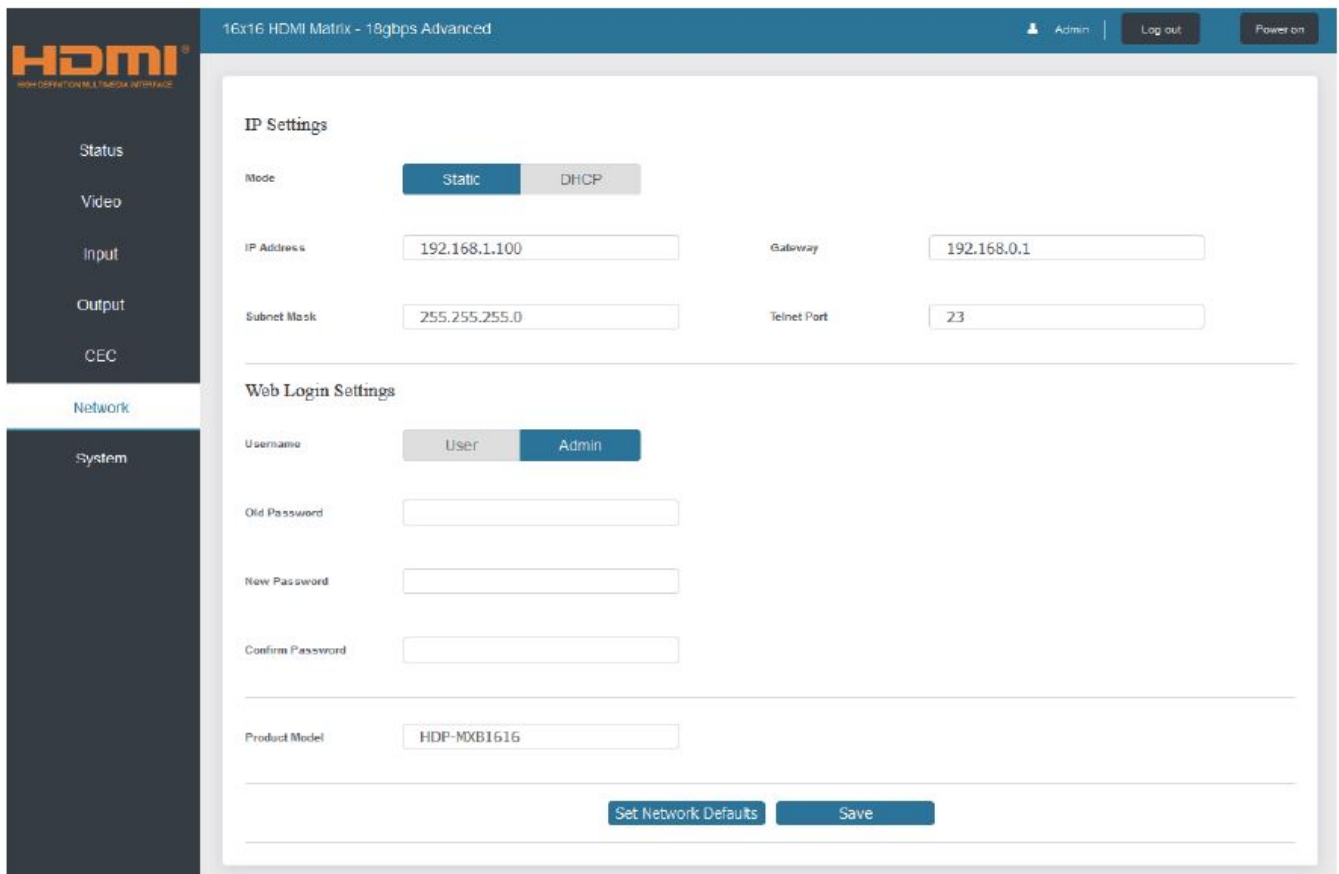 16x16 HDMI Matrix - 18gbps Advanced
Admin
Log out
Power on
HDMI®
HIGH DEFINITION MULTIMEDIA INTERFACE
Status
Video
Input
Output
CEC
Network
System
IP Settings
Mode
Static
DHCP
IP Address
192.168.1.100
Gateway
192.168.0.1
Subnet Mask
255.255.255.0
Telnet Port
23
Web Login Settings
Username
User
Admin
Old Password
New Password
Confirm Password
Product Model
HDP-MXB1616
Set Network Defaults
Save